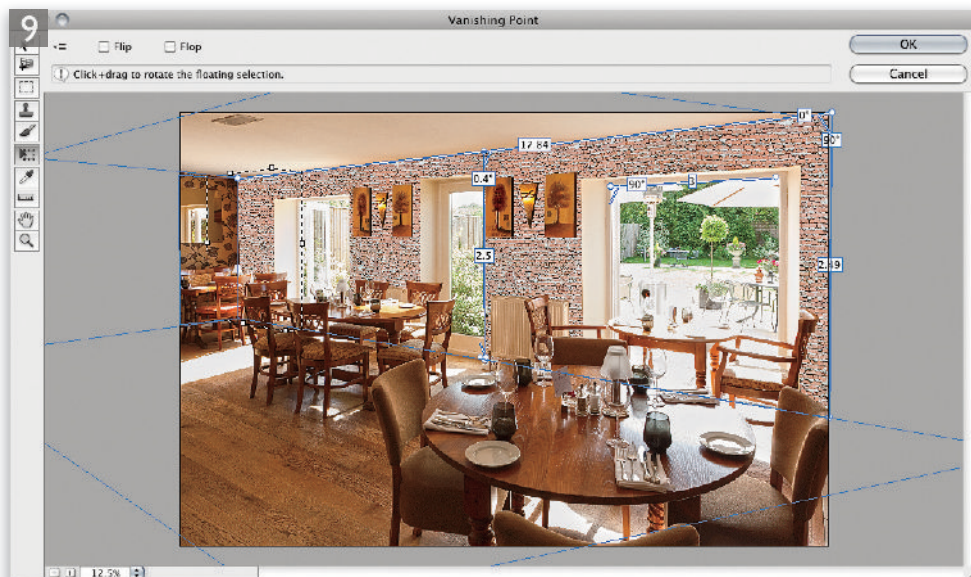 9
Vanishing Point
Flip
Flop
OK
Click+drag to rotate the floating selection.
Cancel
0°
17.84
90°
0.4°
90°
3
2.5
2.49
12.5%